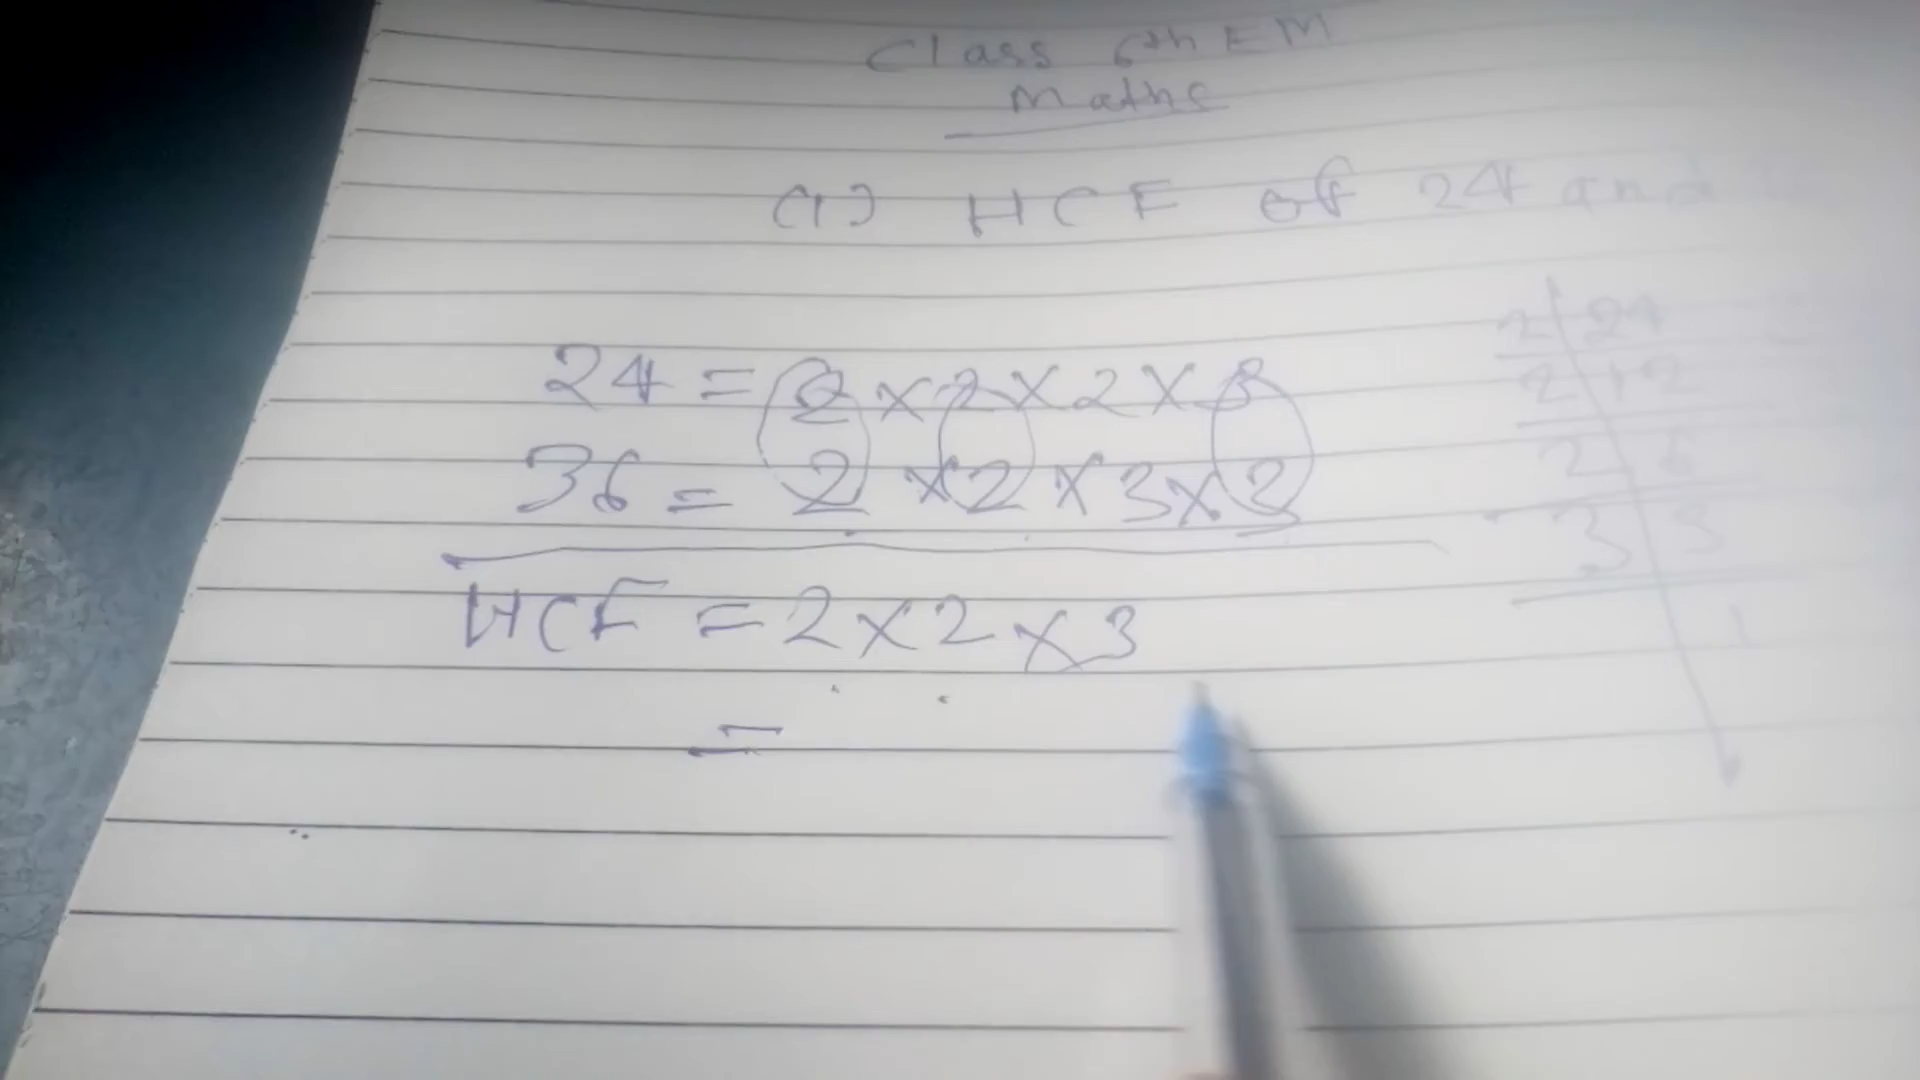 Class 6th EM
Maths
(1) HCF of 24 and
24 = 2 x 2 x 2 x 3
36 = 2 x 2 x 3 x 3
HCF = 2 x 2 x 3
=
2 24
2 12
2 6
3 3
1